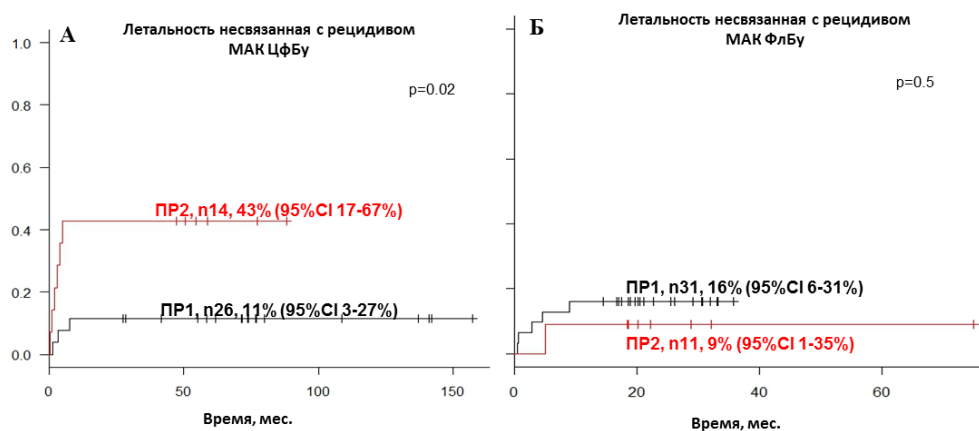 А
Летальность несвязанная с рецидивом
МАК ЦфБу
p=0.02
1.0
0.8
0.6
0.4
0.2
0.0
ПР2, n14, 43% (95%CI 17-67%)
ПР1, n26, 11% (95%CI 3-27%)
0
50
100
150
Время, мес.
Б
Летальность несвязанная с рецидивом
МАК ФлБу
p=0.5
ПР1, n31, 16% (95%CI 6-31%)
ПР2, n11, 9% (95%CI 1-35%)
0
20
40
60
Время, мес.